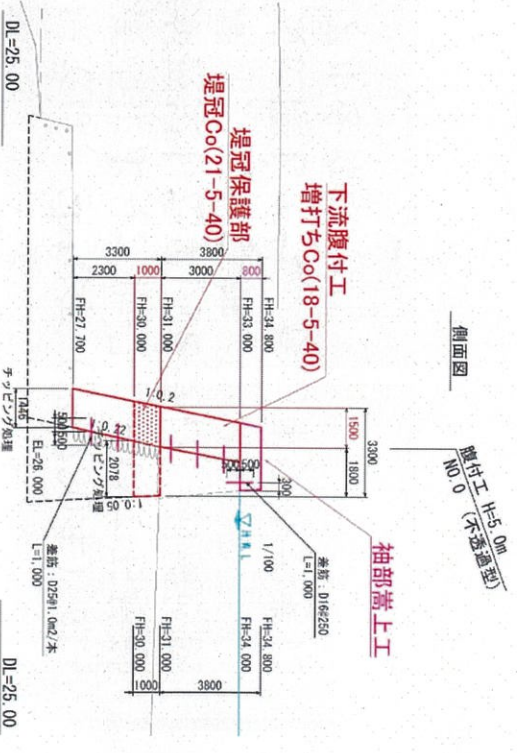 側面図
腹付工 H=5.0m
(不透過型)
NO.0
下流腹付工
増打ちCo(18-5-40)
堤冠保護部
堤冠Co(21-5-40)
袖部嵩上工
3300
3800
2300
1000
3000
800
FH=27.700
FH=30.000
FH=31.000
FH=33.000
FH=34.800
3300
1500
1800
1:0.2
500
500
300
1/100
差筋：D16@250
L=1,000
2078
1:0.05
500
500
EL=26.000
チッピング処理
差筋：D25@1.0m2/本
L=1,000
FH=30.000
FH=31.000
FH=34.000
FH=34.800
1000
3800
DL=25.00
DL=25.00